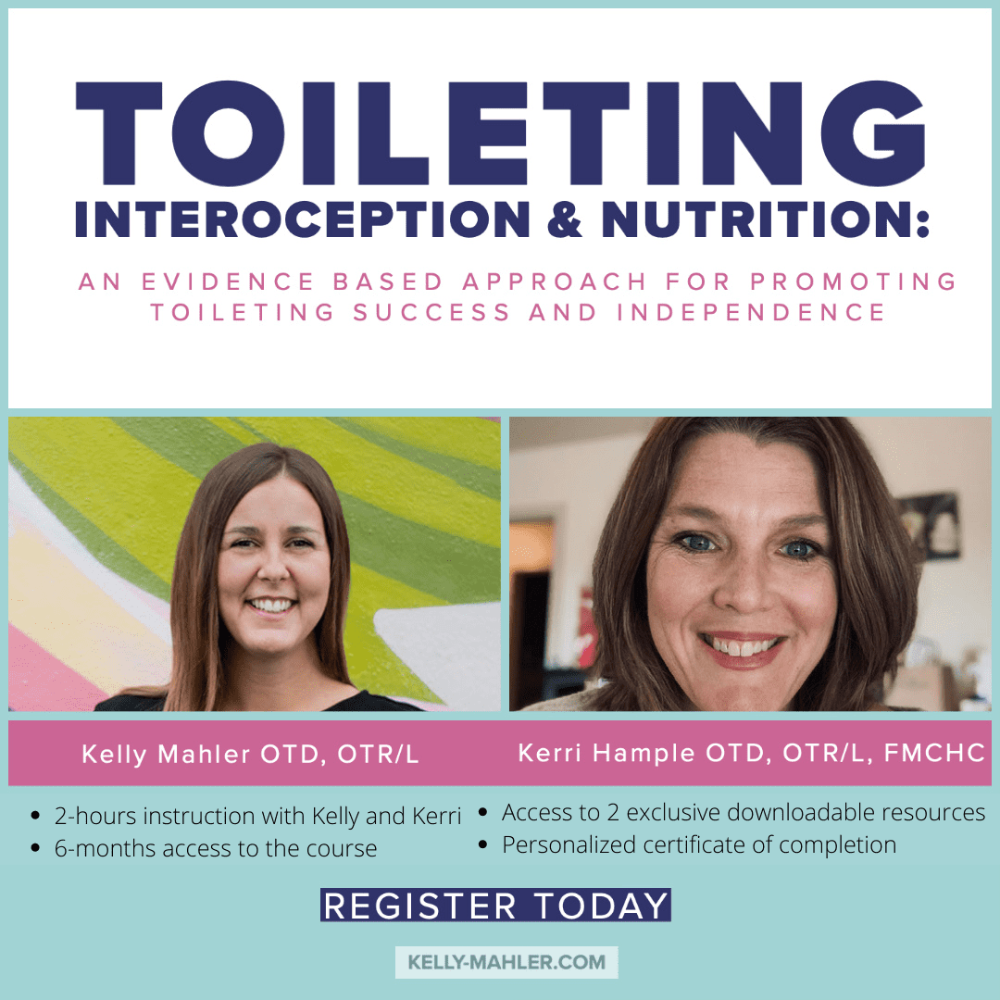 TOILETING
INTEROCEPTION & NUTRITION:
AN EVIDENCE BASED APPROACH FOR PROMOTING
TOILETING SUCCESS AND INDEPENDENCE
Kelly Mahler OTD, OTR/L
Kerri Hample OTD, OTR/L, FMCHC
• 2-hours instruction with Kelly and Kerri
• 6-months access to the course
• Access to 2 exclusive downloadable resources
• Personalized certificate of completion
REGISTER TODAY
KELLY-MAHLER.COM